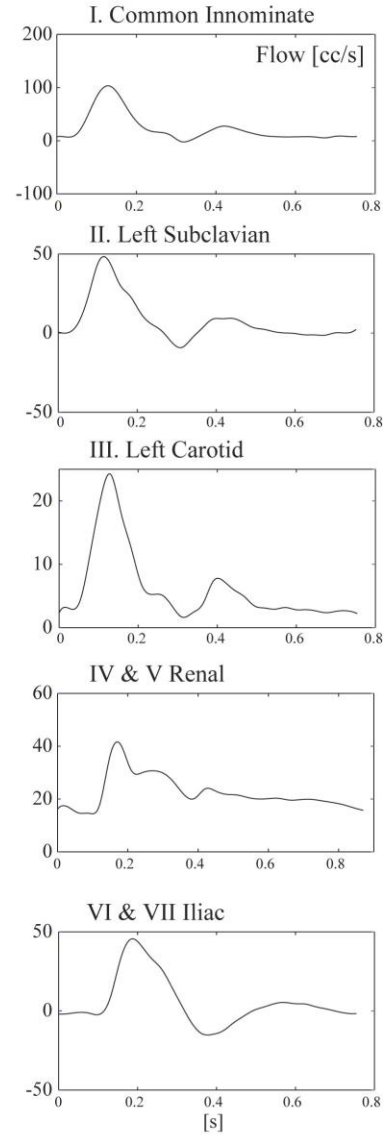 I. Common Innominate
Flow [cc/s]
200
100
0
-100
0 0.2 0.4 0.6 0.8
II. Left Subclavian
50
0
-50
0 0.2 0.4 0.6 0.8
III. Left Carotid
20
10
0
0 0.2 0.4 0.6 0.8
IV & V Renal
60
40
20
0
0 0.2 0.4 0.6 0.8
VI & VII Iliac
50
0
-50
0 0.2 0.4 0.6 0.8
[s]